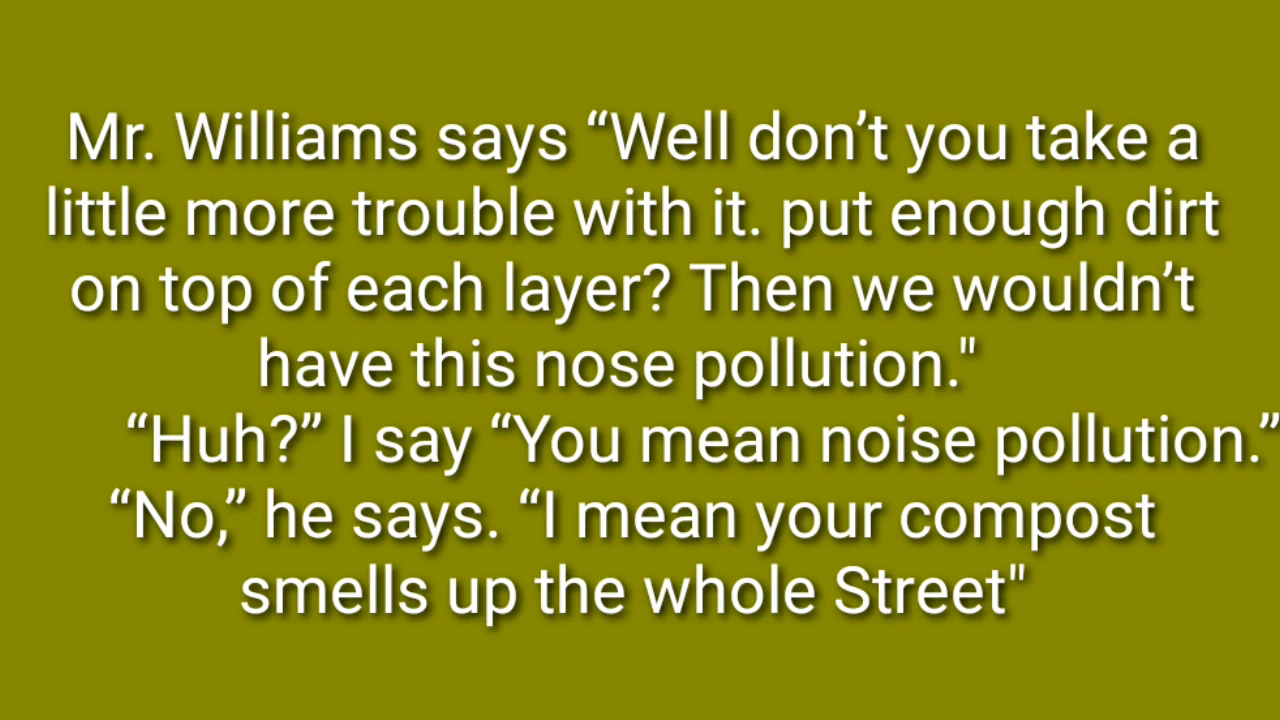 Mr. Williams says “Well don’t you take a
little more trouble with it. put enough dirt
on top of each layer? Then we wouldn’t
have this nose pollution."
“Huh?” I say “You mean noise pollution.”
“No,” he says. “I mean your compost
smells up the whole Street"